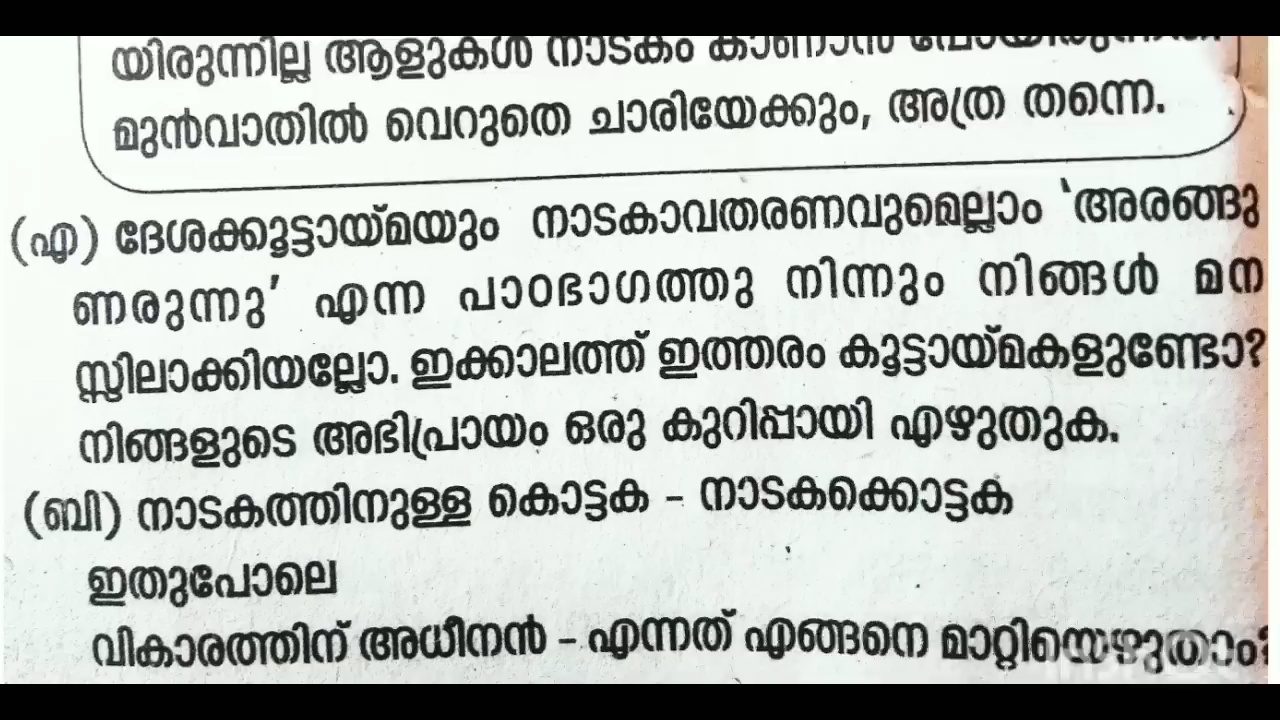 യിരുന്നില്ല ആളുകൾ നാടകം കാണാൻ
മുൻവാതിൽ വെറുതെ ചാരിയേക്കും, അത്ര തന്നെ.
(എ) ദേശക്കൂട്ടായ്മയും നാടകാവതരണവുമെല്ലാം 'അരങ്ങു
ണരുന്നു' എന്ന പാഠഭാഗത്തു നിന്നും നിങ്ങൾ മന
സ്സിലാക്കിയല്ലോ. ഇക്കാലത്ത് ഇത്തരം കൂട്ടായ്മകളുണ്ടോ?
നിങ്ങളുടെ അഭിപ്രായം ഒരു കുറിപ്പായി എഴുതുക.
(ബി) നാടകത്തിനുള്ള കൊട്ടക – നാടകക്കൊട്ടക
ഇതുപോലെ
വികാരത്തിന് അധീനൻ – എന്നത് എങ്ങനെ മാറ്റിയെഴുതാം?